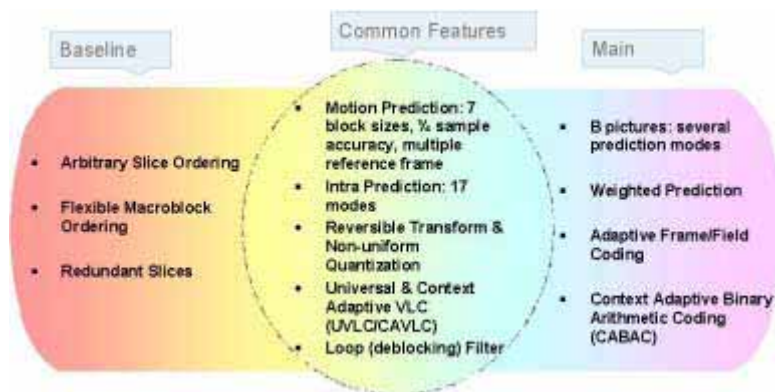 Baseline
Common Features
Main
• Arbitrary Slice Ordering
• Flexible Macroblock
Ordering
• Redundant Slices
• Motion Prediction: 7
block sizes, ¼ sample
accuracy, multiple
reference frame
• Intra Prediction: 17
modes
• Reversible Transform &
Non-uniform
Quantization
• Universal & Context
Adaptive VLC
(UVLC/CAVLC)
• Loop (deblocking) Filter
• B pictures: several
prediction modes
• Weighted Prediction
• Adaptive Frame/Field
Coding
• Context Adaptive Binary
Arithmetic Coding
(CABAC)